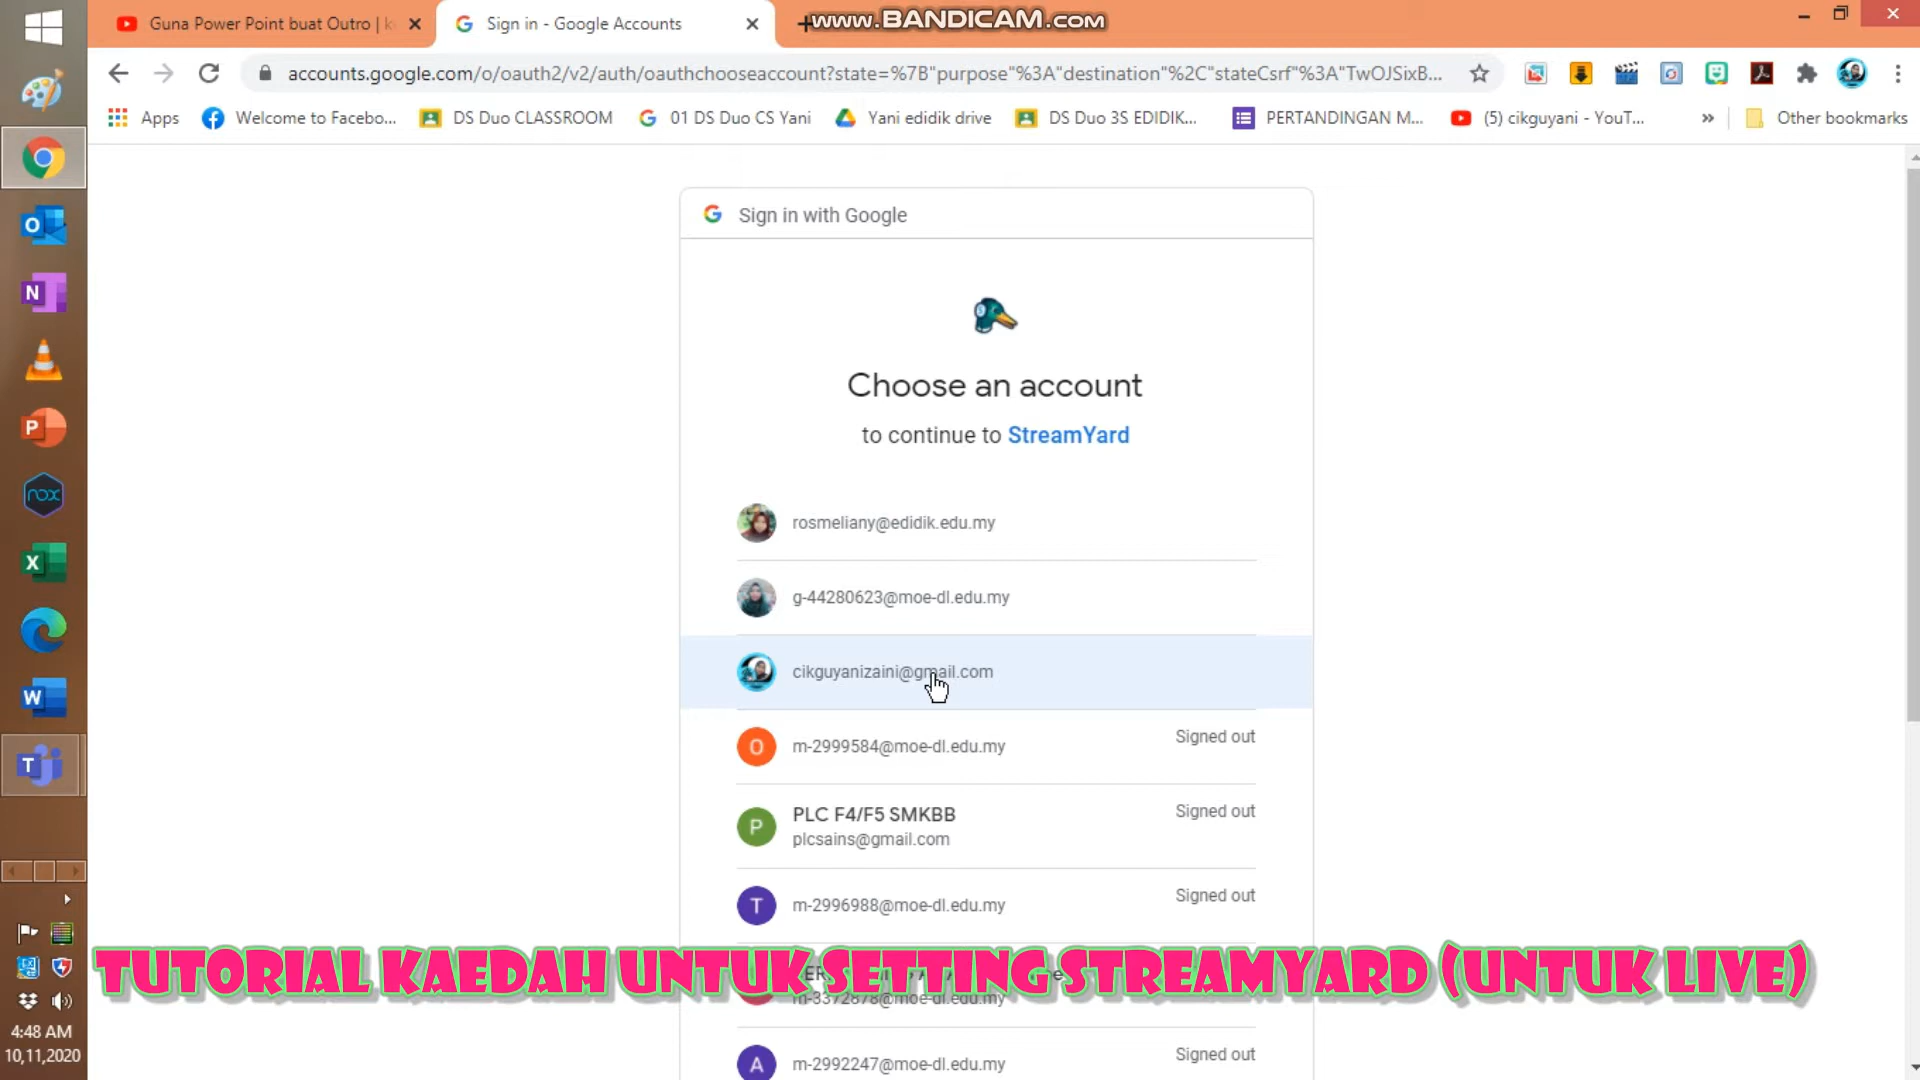 Guna Power Point buat Outro | k
Sign in - Google Accounts
www.BANDICAM.com
accounts.google.com/o/oauth2/v2/auth/oauthchooseaccount?state=%7B"purpose"%3A"destination"%2C"stateCsrf"%3A"TwOJSixB...
Apps
Welcome to Facebo...
DS Duo CLASSROOM
01 DS Duo CS Yani
Yani edidik drive
DS Duo 3S EDIDIK...
PERTANDINGAN M...
(5) cikguyani - YouT...
»
Other bookmarks
Sign in with Google
Choose an account
to continue to StreamYard
rosmeliany@edidik.edu.my
g-44280623@moe-dl.edu.my
cikguyanizaini@gmail.com
O
m-2999584@moe-dl.edu.my
Signed out
P
PLC F4/F5 SMKBB
plcsains@gmail.com
Signed out
T
m-2996988@moe-dl.edu.my
Signed out
TUTORIAL KAEDAH UNTUK SETTING STREAMYARD (UNTUK LIVE)
m-3372878@moe-dl.edu.my
A
m-2992247@moe-dl.edu.my
Signed out
4:48 AM
10,11,2020